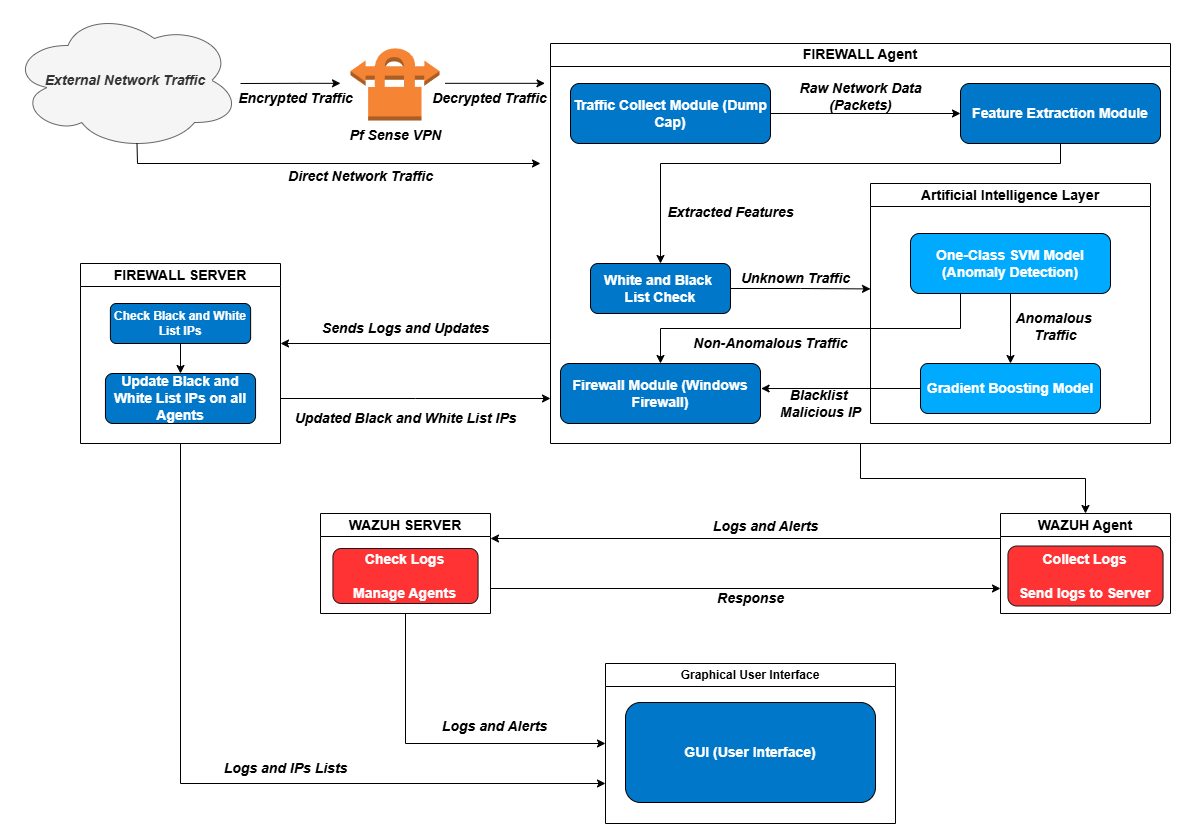 External Network Traffic
Encrypted Traffic
Decrypted Traffic
Pf Sense VPN
Direct Network Traffic
FIREWALL Agent
Traffic Collect Module (Dump
Cap)
Raw Network Data
(Packets)
Feature Extraction Module
Extracted Features
Artificial Intelligence Layer
One-Class SVM Model
(Anomaly Detection)
White and Black
List Check
Unknown Traffic
Anomalous
Traffic
Non-Anomalous Traffic
Firewall Module (Windows
Firewall)
Blacklist
Malicious IP
Gradient Boosting Model
FIREWALL SERVER
Check Black and White
List IPs
Update Black and
White List IPs on all
Agents
Sends Logs and Updates
Updated Black and White List IPs
WAZUH SERVER
Check Logs
Manage Agents
Logs and Alerts
Response
WAZUH Agent
Collect Logs
Send logs to Server
Graphical User Interface
GUI (User Interface)
Logs and Alerts
Logs and IPs Lists